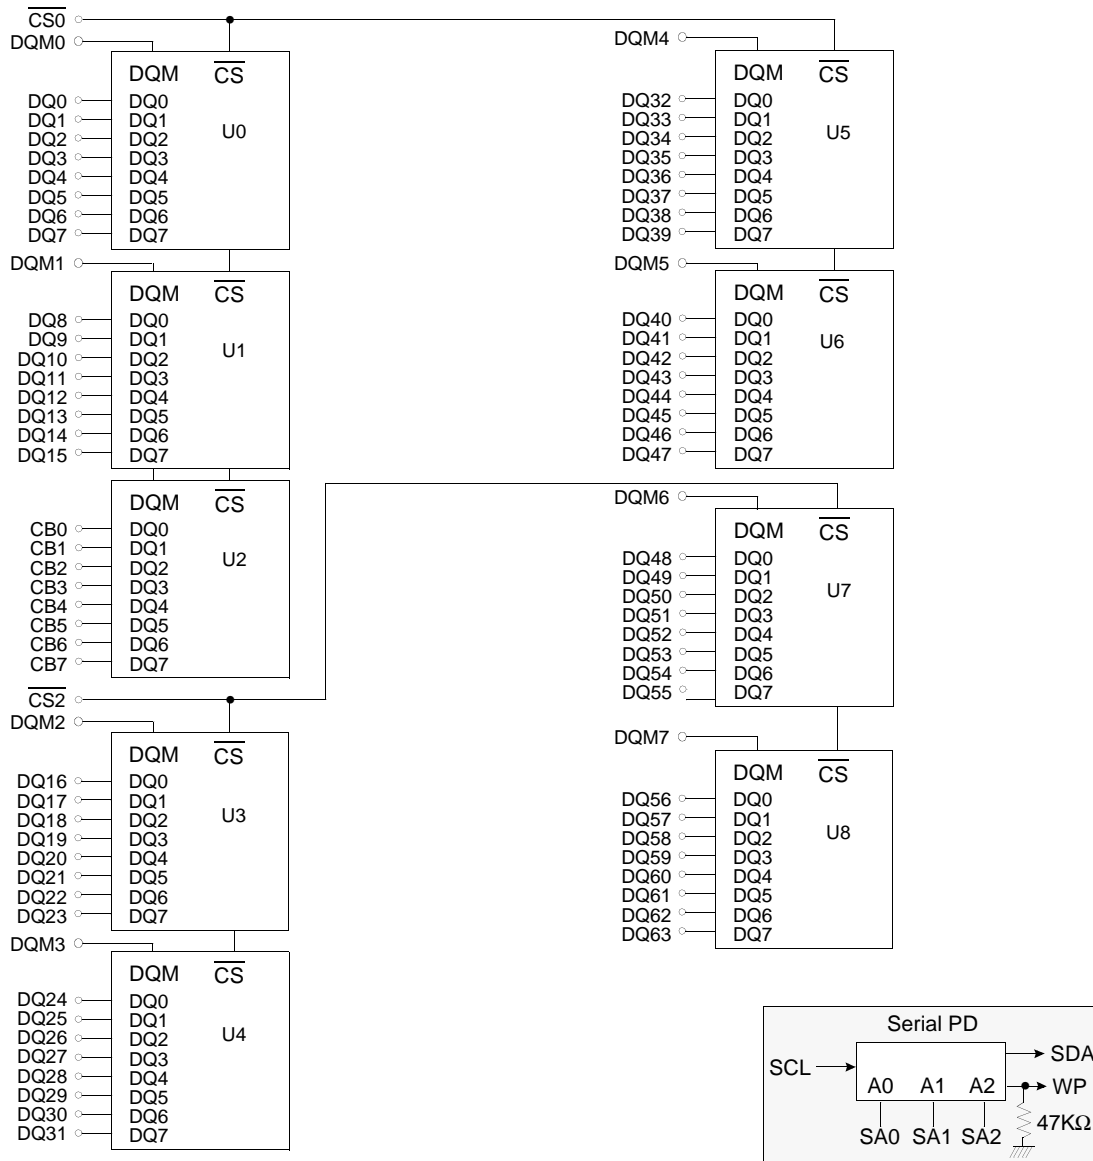 CS0
DQM0
DQM CS
DQ0 DQ0
DQ1 DQ1
DQ2 DQ2
DQ3 DQ3
DQ4 DQ4
DQ5 DQ5
DQ6 DQ6
DQ7 DQ7
U0
DQM1
DQM CS
DQ8 DQ0
DQ9 DQ1
DQ10 DQ2
DQ11 DQ3
DQ12 DQ4
DQ13 DQ5
DQ14 DQ6
DQ15 DQ7
U1
DQM CS
CB0 DQ0
CB1 DQ1
CB2 DQ2
CB3 DQ3
CB4 DQ4
CB5 DQ5
CB6 DQ6
CB7 DQ7
U2
CS2
DQM2
DQM CS
DQ16 DQ0
DQ17 DQ1
DQ18 DQ2
DQ19 DQ3
DQ20 DQ4
DQ21 DQ5
DQ22 DQ6
DQ23 DQ7
U3
DQM3
DQM CS
DQ24 DQ0
DQ25 DQ1
DQ26 DQ2
DQ27 DQ3
DQ28 DQ4
DQ29 DQ5
DQ30 DQ6
DQ31 DQ7
U4
DQM4
DQM CS
DQ32 DQ0
DQ33 DQ1
DQ34 DQ2
DQ35 DQ3
DQ36 DQ4
DQ37 DQ5
DQ38 DQ6
DQ39 DQ7
U5
DQM5
DQM CS
DQ40 DQ0
DQ41 DQ1
DQ42 DQ2
DQ43 DQ3
DQ44 DQ4
DQ45 DQ5
DQ46 DQ6
DQ47 DQ7
U6
DQM6
DQM CS
DQ48 DQ0
DQ49 DQ1
DQ50 DQ2
DQ51 DQ3
DQ52 DQ4
DQ53 DQ5
DQ54 DQ6
DQ55 DQ7
U7
DQM7
DQM CS
DQ56 DQ0
DQ57 DQ1
DQ58 DQ2
DQ59 DQ3
DQ60 DQ4
DQ61 DQ5
DQ62 DQ6
DQ63 DQ7
U8
Serial PD
SCL
SDA
A0 A1 A2
WP
SA0 SA1 SA2
47KΩ